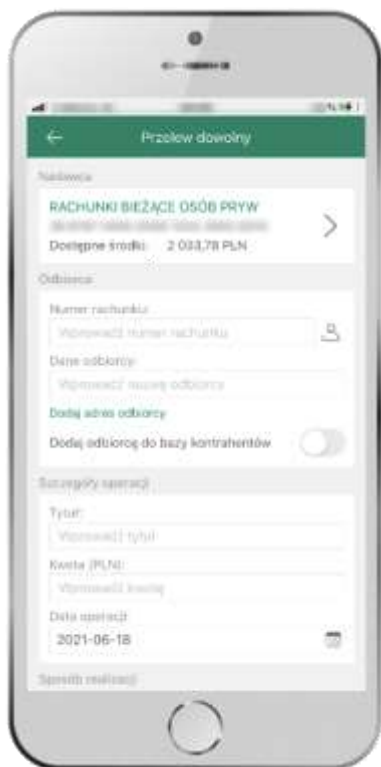 Przelew dowolny
Nadawca
RACHUNKI BIEŻĄCE OSÓB PRYW
Dostępne środki: 2 033,78 PLN
Odbiorca
Numer rachunku:
Wprowadź numer rachunku
Dane odbiorcy:
Wprowadź nazwę odbiorcy
Dodaj adres odbiorcy
Dodaj odbiorcę do bazy kontrahentów
Szczegóły operacji
Tytuł:
Wprowadź tytuł
Kwota (PLN):
Wprowadź kwotę
Data operacji:
2021-06-18
Sposób realizacji